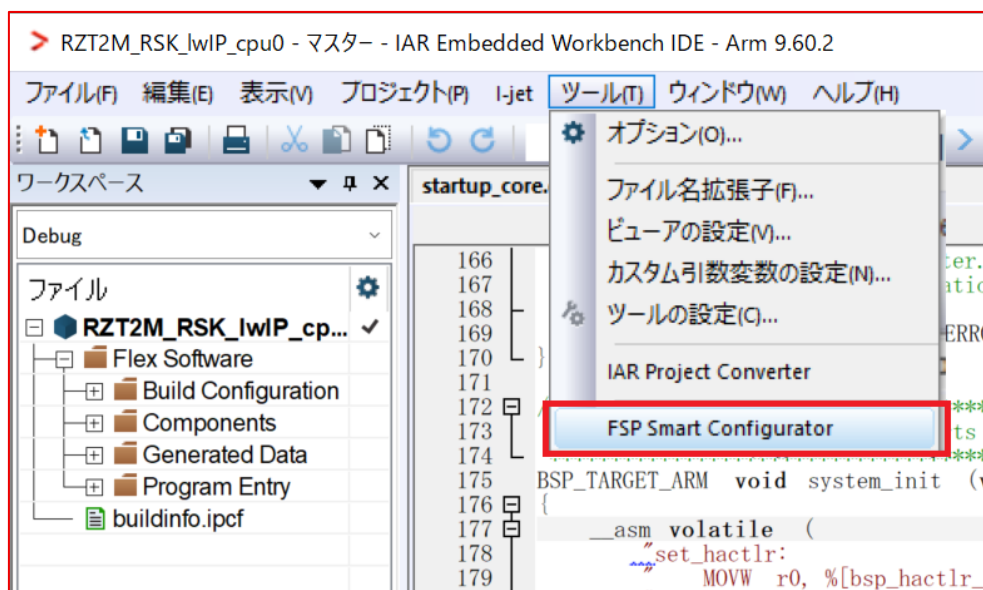 RZT2M_RSK_lwIP_cpu0 - マスター - IAR Embedded Workbench IDE - Arm 9.60.2
ファイル(F) 編集(E) 表示(V) プロジェクト(P) I-jet ツール(T) ウィンドウ(W) ヘルプ(H)
オプション(O)...
ファイル名拡張子(F)...
ビューアの設定(V)...
カスタム引数変数の設定(N)...
ツールの設定(C)...
IAR Project Converter
FSP Smart Configurator
ワークスペース
Debug
ファイル
RZT2M_RSK_lwIP_cp...
Flex Software
Build Configuration
Components
Generated Data
Program Entry
buildinfo.ipcf
startup_core.
166 ter.
167 atio
168
169 ERRO
170 }
171
172 / ***
173 ts
174 ***
175 BSP_TARGET_ARM void system_init (
176 {
177 __asm volatile (
178 "set_hactlr:
179 " MOVW r0, %[bsp_hactlr_